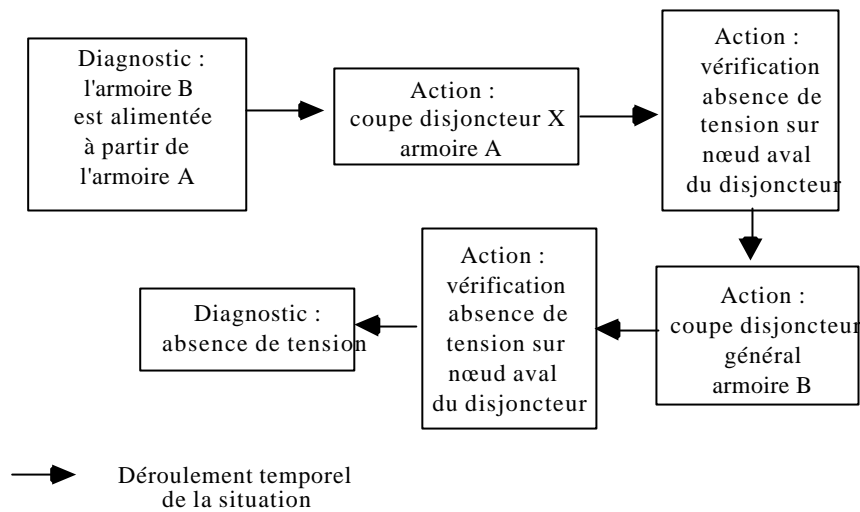 Diagnostic :
l'armoire B
est alimentée
à partir de
l'armoire A
Action :
coupe disjoncteur X
armoire A
Action :
vérification
absence de
tension sur
nœud aval
du disjoncteur
Action :
coupe disjoncteur
général
armoire B
Action :
vérification
absence de
tension sur
nœud aval
du disjoncteur
Diagnostic :
absence de tension
Déroulement temporel
de la situation